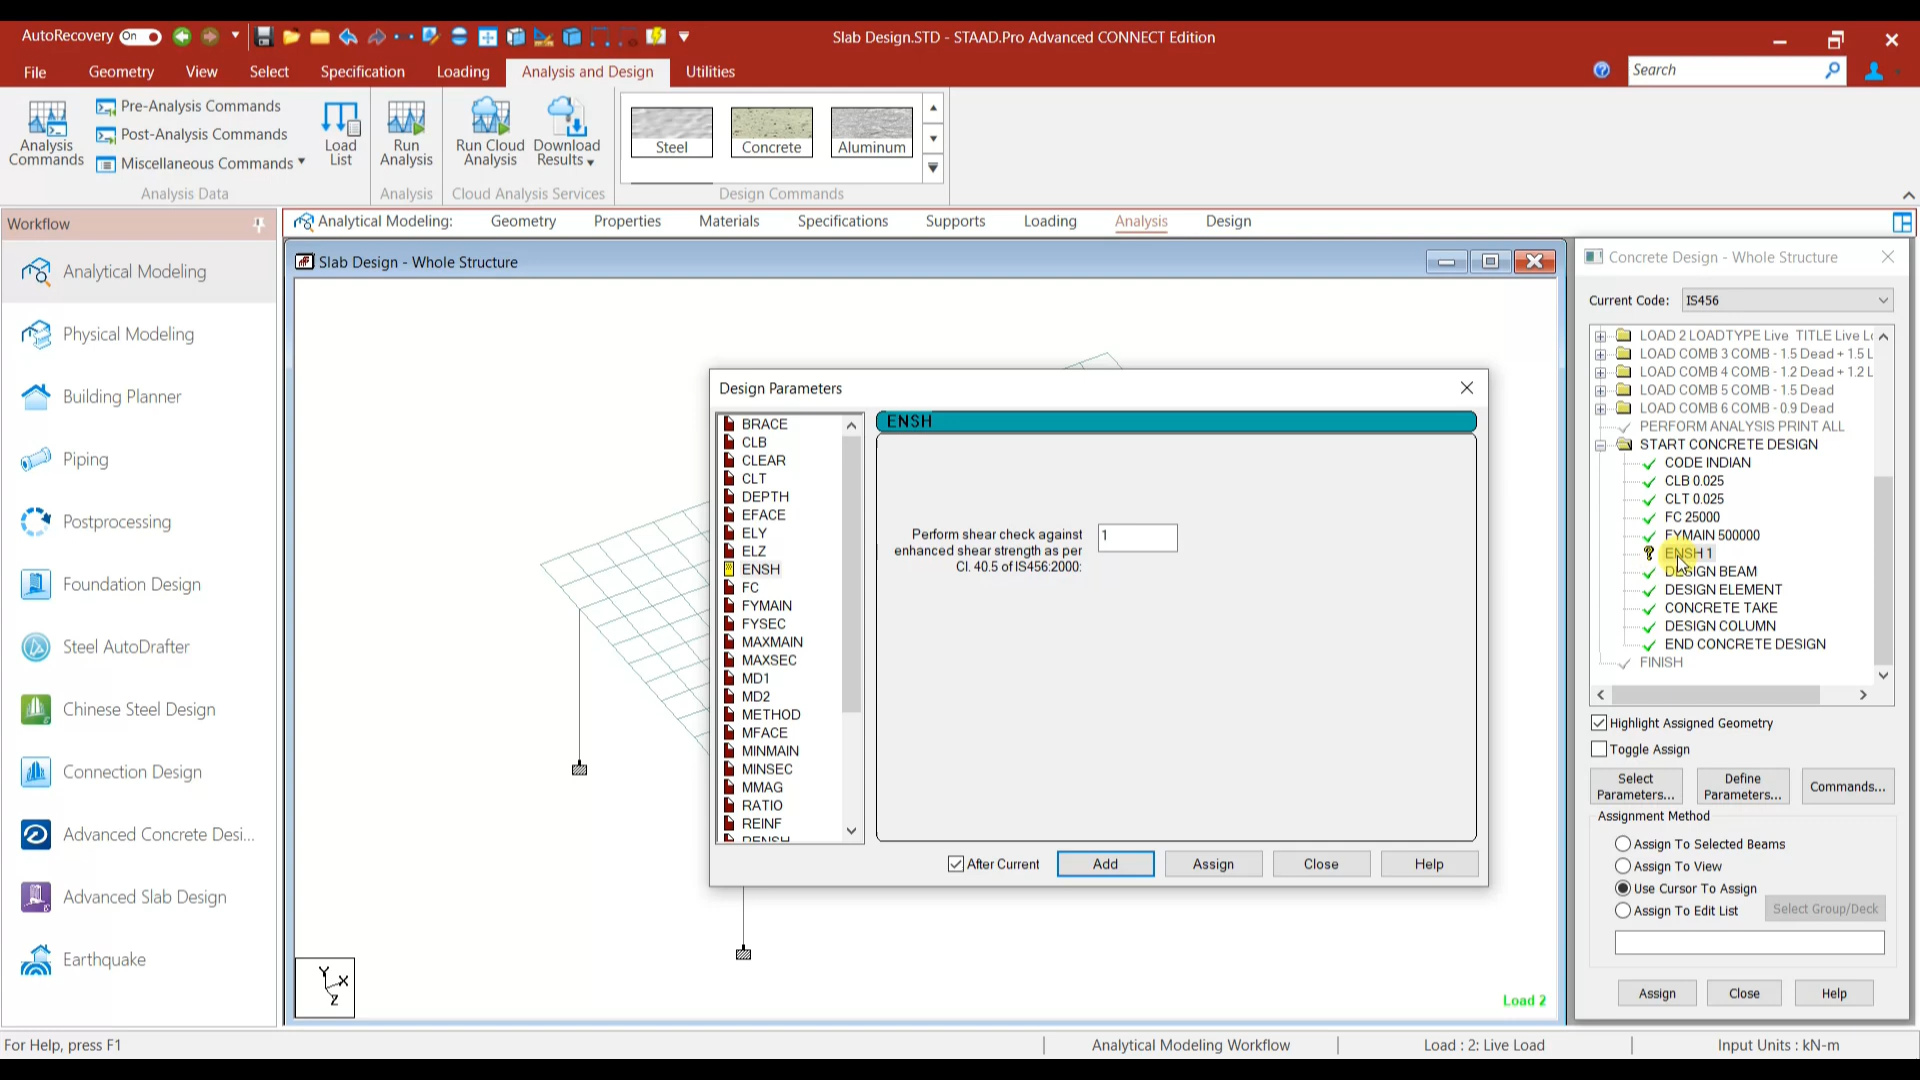 AutoRecovery On
Slab Design.STD - STAAD.Pro Advanced CONNECT Edition
File Geometry View Select Specification Loading Analysis and Design Utilities
Search
Analysis Commands
Pre-Analysis Commands
Post-Analysis Commands
Miscellaneous Commands
Load List
Run Analysis
Run Cloud Analysis
Download Results
Steel
Concrete
Aluminum
Analysis Data
Analysis
Cloud Analysis Services
Design Commands
Workflow
Analytical Modeling: Geometry Properties Materials Specifications Supports Loading Analysis Design
Analytical Modeling
Physical Modeling
Building Planner
Piping
Postprocessing
Foundation Design
Steel AutoDrafter
Chinese Steel Design
Connection Design
Advanced Concrete Desi...
Advanced Slab Design
Earthquake
Slab Design - Whole Structure
Design Parameters
BRACE
CLB
CLEAR
CLT
DEPTH
EFACE
ELY
ELZ
ENSH
FC
FYMAIN
FYSEC
MAXMAIN
MAXSEC
MD1
MD2
METHOD
MFACE
MINMAIN
MINSEC
MMAG
RATIO
REINF
ENSH
Perform shear check against
enhanced shear strength as per
Cl. 40.5 of IS456:2000:
1
After Current
Add
Assign
Close
Help
Y
X
Z
Load 2
Concrete Design - Whole Structure
Current Code: IS456
LOAD 2 LOADTYPE Live TITLE Live Lo
LOAD COMB 3 COMB - 1.5 Dead + 1.5 L
LOAD COMB 4 COMB - 1.2 Dead + 1.2 L
LOAD COMB 5 COMB - 1.5 Dead
LOAD COMB 6 COMB - 0.9 Dead
PERFORM ANALYSIS PRINT ALL
START CONCRETE DESIGN
CODE INDIAN
CLB 0.025
CLT 0.025
FC 25000
FYMAIN 500000
ENSH 1
DESIGN BEAM
DESIGN ELEMENT
CONCRETE TAKE
DESIGN COLUMN
END CONCRETE DESIGN
FINISH
Highlight Assigned Geometry
Toggle Assign
Select Parameters...
Define Parameters...
Commands...
Assignment Method
Assign To Selected Beams
Assign To View
Use Cursor To Assign
Assign To Edit List
Select Group/Deck
Assign
Close
Help
For Help, press F1
Analytical Modeling Workflow
Load : 2: Live Load
Input Units : kN-m